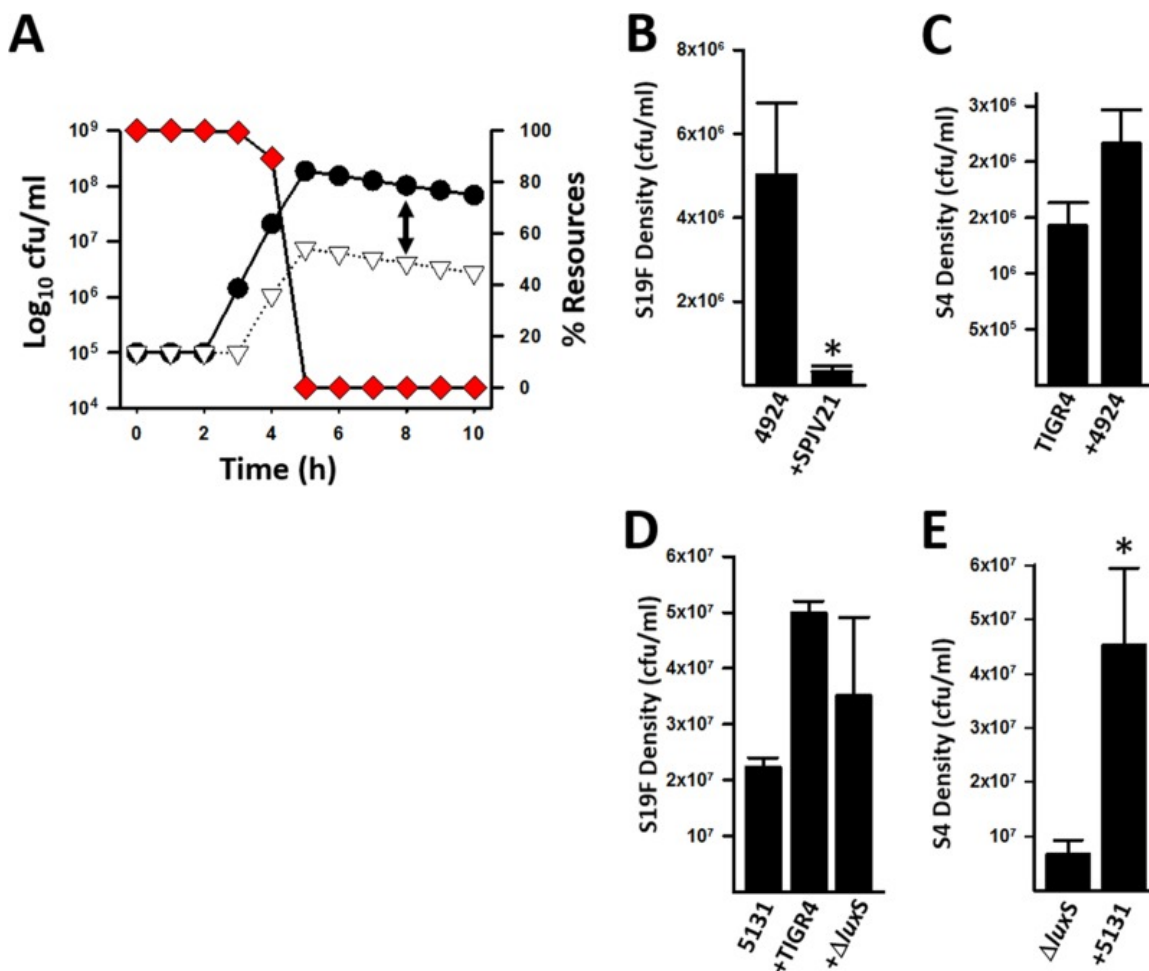 A
Log₁₀ cfu/ml
10⁹
10⁸
10⁷
10⁶
10⁵
10⁴
100
80
60
40
20
0
% Resources
0 2 4 6 8 10
Time (h)
B
S19F Density (cfu/ml)
8x10⁶
6x10⁶
4x10⁶
2x10⁶
*
4924
+SPJV21
C
S4 Density (cfu/ml)
3x10⁶
2x10⁶
2x10⁶
10⁶
5x10⁵
TIGR4
+4924
D
S19F Density (cfu/ml)
6x10⁷
5x10⁷
4x10⁷
3x10⁷
2x10⁷
10⁷
5131
+TIGR4
+ΔluxS
E
S4 Density (cfu/ml)
6x10⁷
5x10⁷
4x10⁷
3x10⁷
2x10⁷
10⁷
*
ΔluxS
+5131